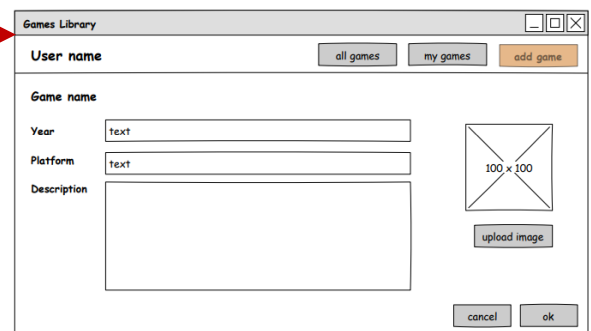 Games Library
User name
all games
my games
add game
Game name
Year
text
Platform
text
Description
100 x 100
upload image
cancel
ok